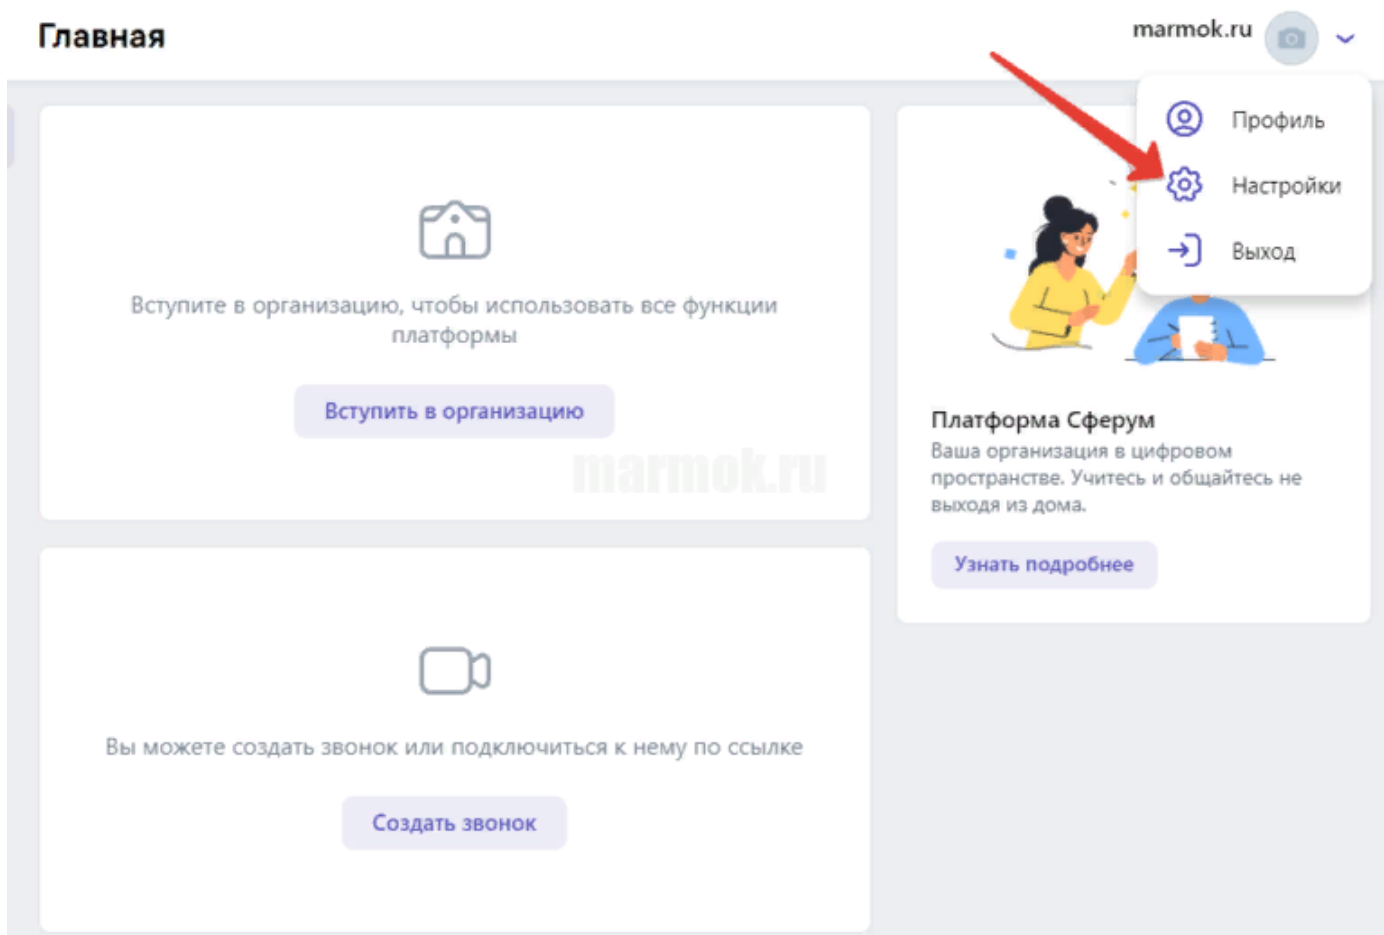 Главная
marmok.ru
Профиль
Настройки
Выход
Вступите в организацию, чтобы использовать все функции
платформы
Вступить в организацию
marmok.ru
Платформа Сферум
Ваша организация в цифровом
пространстве. Учитесь и общайтесь не
выходя из дома.
Узнать подробнее
Вы можете создать звонок или подключиться к нему по ссылке
Создать звонок